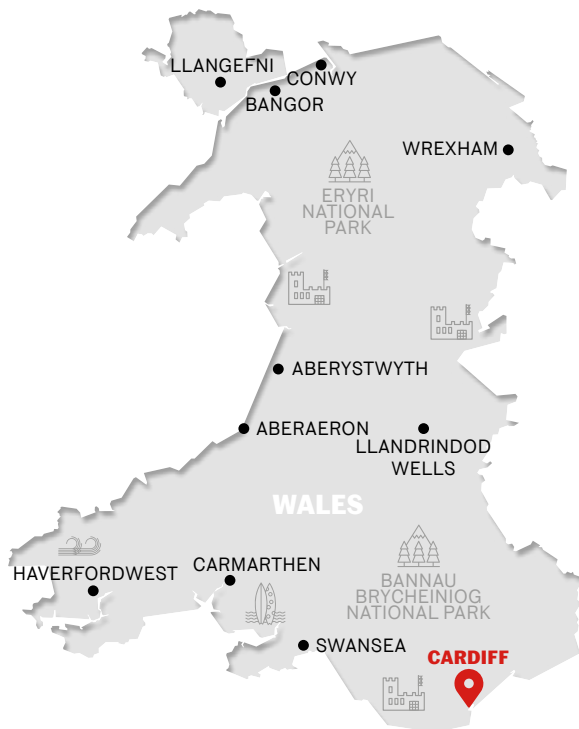 LLANGEFNI
CONWY
BANGOR
WREXHAM
ERYRI
NATIONAL
PARK
ABERYSTWYTH
ABERAERON
LLANDRINDOD
WELLS
WALES
HAVERFORDWEST
CARMARTHEN
BANNAU
BRYCHEINIOG
NATIONAL PARK
SWANSEA
CARDIFF